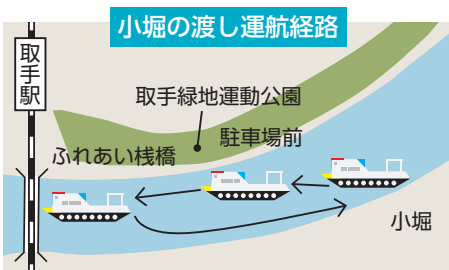 小堀の渡し運航経路
取手駅
取手緑地運動公園
駐車場前
ふれあい桟橋
小堀